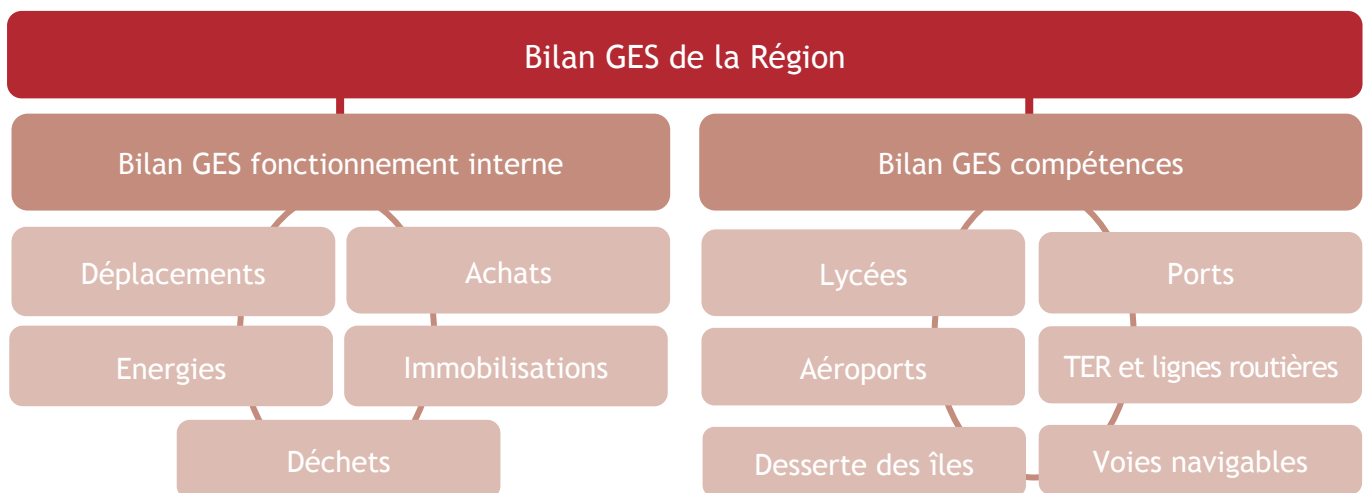 Bilan GES de la Région
Bilan GES fonctionnement interne
Déplacements
Achats
Energies
Immobilisations
Déchets
Bilan GES compétences
Lycées
Ports
Aéroports
TER et lignes routières
Desserte des îles
Voies navigables